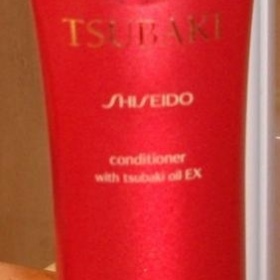 TSUBAKI
SHISEIDO
conditioner
with tsubaki oil EX